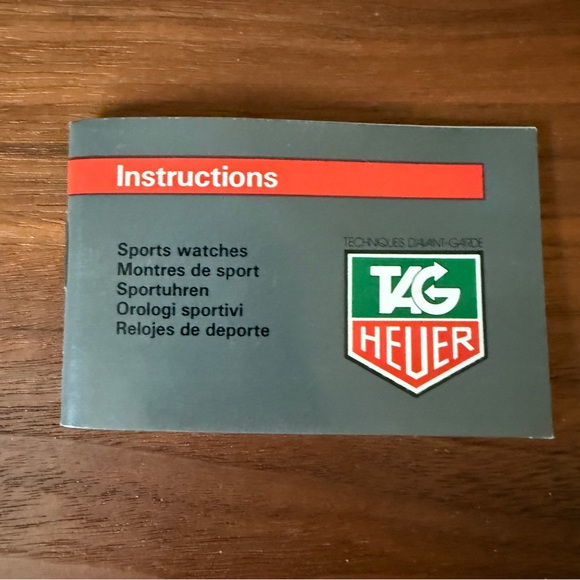 Instructions
Sports watches
Montres de sport
Sportuhren
Orologi sportivi
Relojes de deporte
TECHNIQUES D'AVANT-GARDE
TAG
HEUER